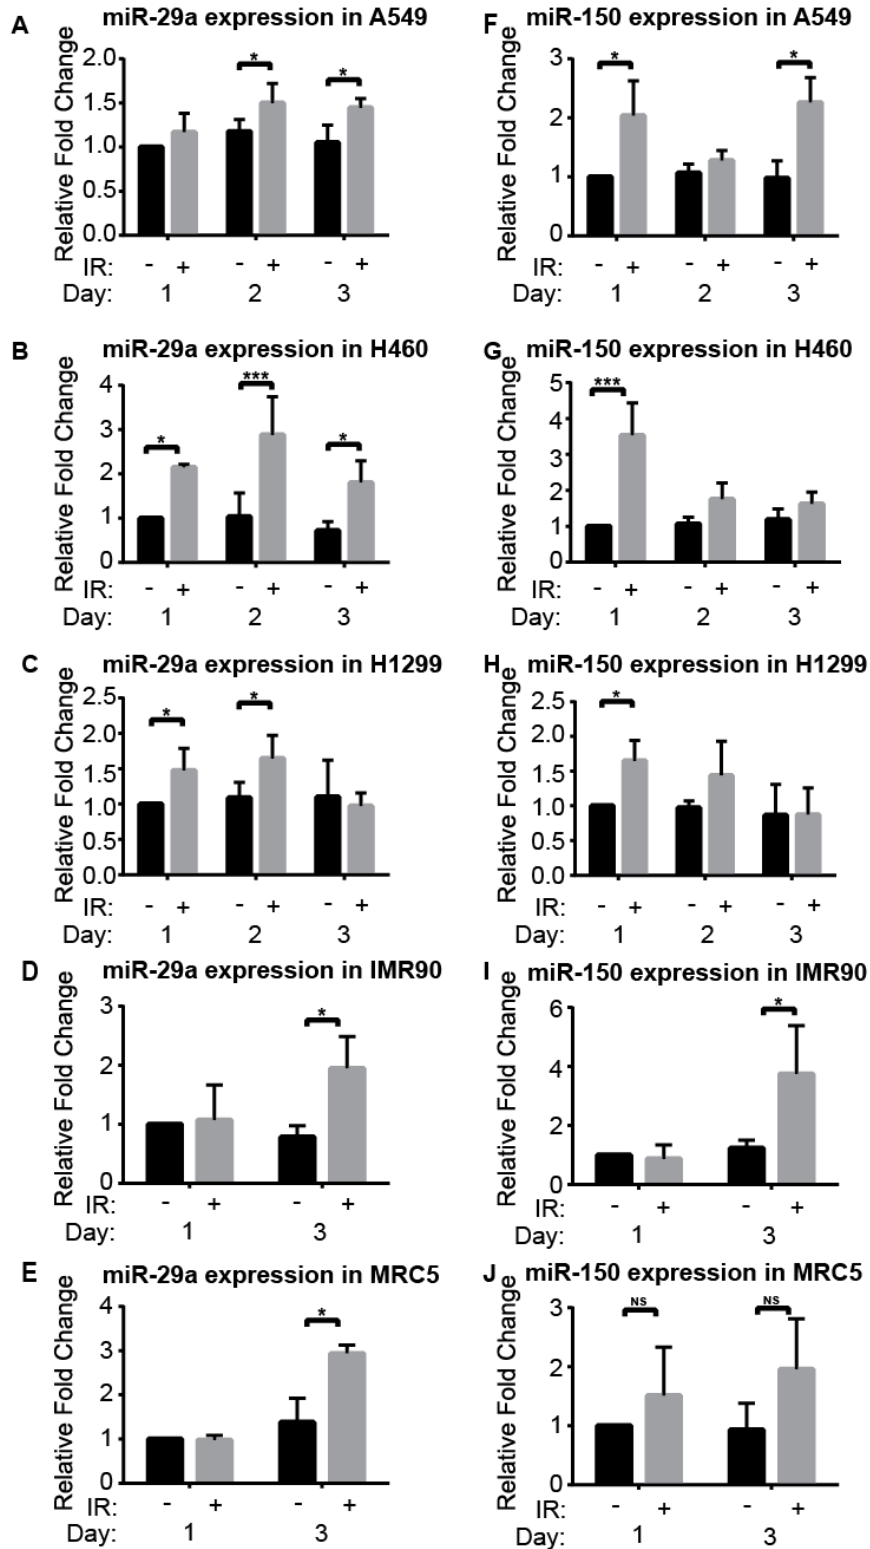 A miR-29a expression in A549
Relative Fold Change
2.0
1.5
1.0
0.5
0.0
* *
IR: - + - + - +
Day: 1 2 3
F miR-150 expression in A549
Relative Fold Change
3
2
1
0
* *
IR: - + - + - +
Day: 1 2 3
B miR-29a expression in H460
Relative Fold Change
4
3
2
1
0
* *** *
IR: - + - + - +
Day: 1 2 3
G miR-150 expression in H460
Relative Fold Change
5
4
3
2
1
0
***
IR: - + - + - +
Day: 1 2 3
C miR-29a expression in H1299
Relative Fold Change
2.5
2.0
1.5
1.0
0.5
0.0
* *
IR: - + - + - +
Day: 1 2 3
H miR-150 expression in H1299
Relative Fold Change
2.5
2.0
1.5
1.0
0.5
0.0
*
IR: - + - + - +
Day: 1 2 3
D miR-29a expression in IMR90
Relative Fold Change
3
2
1
0
*
IR: - + - +
Day: 1 3
I miR-150 expression in IMR90
Relative Fold Change
6
4
2
0
*
IR: - + - +
Day: 1 3
E miR-29a expression in MRC5
Relative Fold Change
4
3
2
1
0
*
IR: - + - +
Day: 1 3
J miR-150 expression in MRC5
Relative Fold Change
3
2
1
0
NS NS
IR: - + - +
Day: 1 3